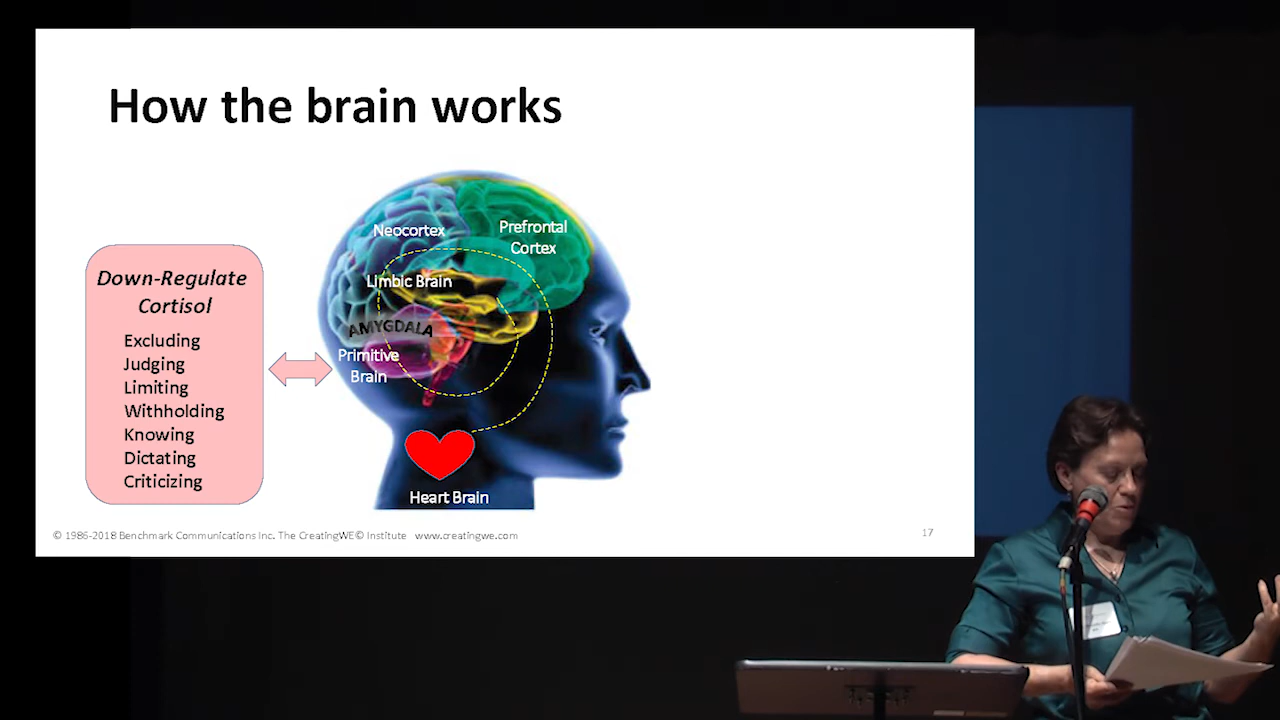 How the brain works
Neocortex
Prefrontal
Cortex
Limbic Brain
AMYGDALA
Primitive
Brain
Down-Regulate
Cortisol
Excluding
Judging
Limiting
Withholding
Knowing
Dictating
Criticizing
Heart Brain
© 1986-2018 Benchmark Communications Inc. The CreatingWE© Institute www.creatingwe.com
17